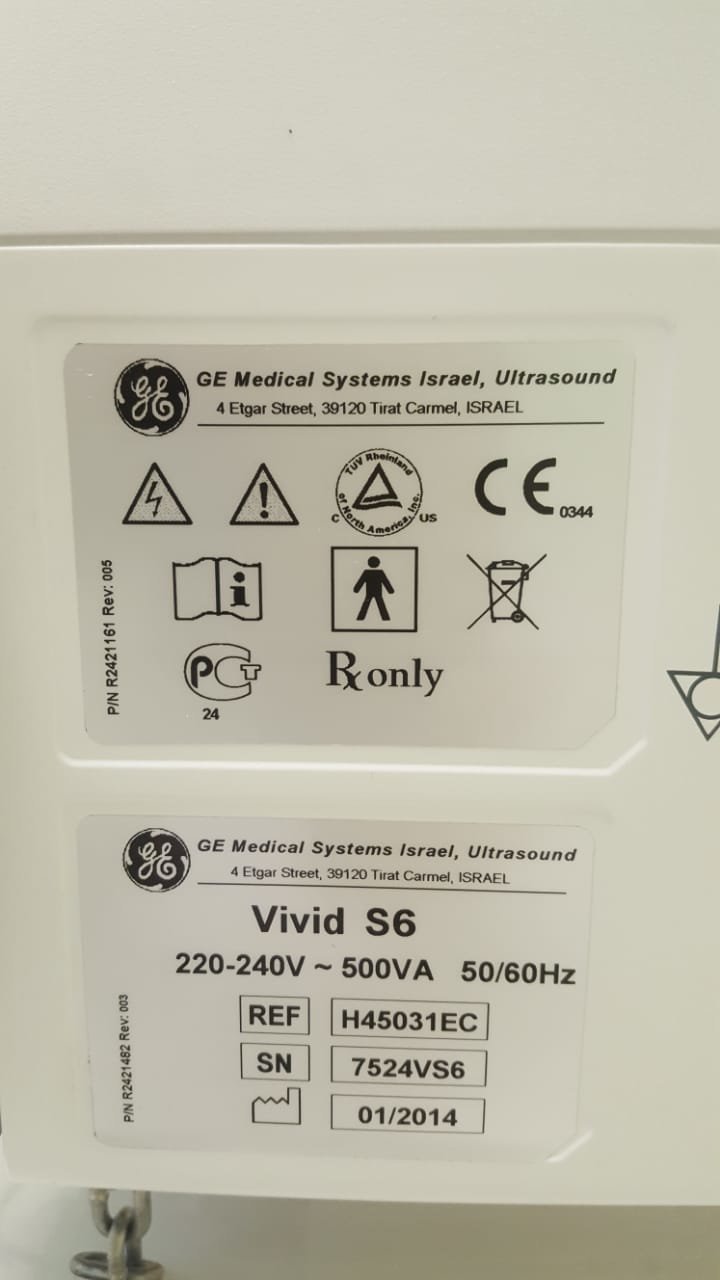 GE
GE Medical Systems Israel, Ultrasound
4 Etgar Street, 39120 Tirat Carmel, ISRAEL
TÜV Rheinland
of North America, Inc.
C US
CE 0344
i
P/N R2421161 Rev: 005
PCT
24
Rx only
GE
GE Medical Systems Israel, Ultrasound
4 Etgar Street, 39120 Tirat Carmel, ISRAEL
Vivid S6
220-240V ~ 500VA 50/60Hz
REF H45031EC
SN 7524VS6
01/2014
P/N R2421482 Rev: 003